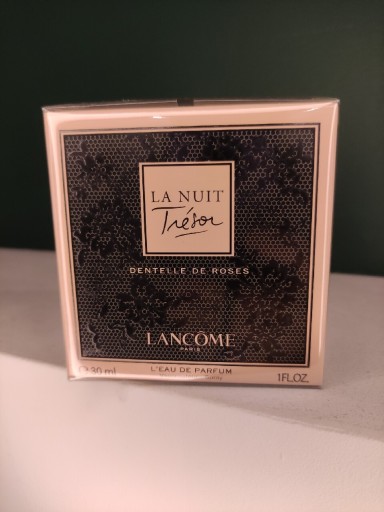 LA NUIT
Trésor
DENTELLE DE ROSES
LANCÔME
PARIS
30 ml L'EAU DE PARFUM 1FL.OZ.